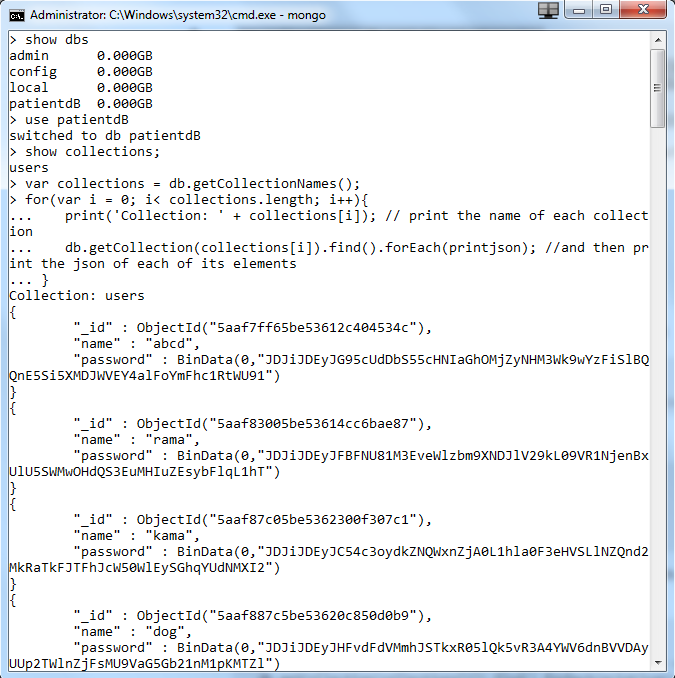 Administrator: C:\Windows\system32\cmd.exe - mongo
> show dbs
admin      0.000GB
config     0.000GB
local      0.000GB
patientdB  0.000GB
> use patientdB
switched to db patientdB
> show collections;
users
> var collections = db.getCollectionNames();
> for(var i = 0; i< collections.length; i++){
...    print('Collection: ' + collections[i]); // print the name of each collect
ion
...    db.getCollection(collections[i]).find().forEach(printjson); //and then pr
int the json of each of its elements
... }
Collection: users
{
        "_id" : ObjectId("5aaf7ff65be53612c404534c"),
        "name" : "abcd",
        "password" : BinData(0,"JDJiJDEyJG95cUdDbS55cHNIaGhOMjZyNHM3Wk9wYzFiSlBQ
QnE5Si5XMDJWVEY4alFoYmFhc1RtWU91")
}
{
        "_id" : ObjectId("5aaf83005be53614cc6bae87"),
        "name" : "rama",
        "password" : BinData(0,"JDJiJDEyJFBFNU81M3EveWlzbm9XNDJlV29kL09VR1NjenBx
UlU5SWMwOHdQS3EuMHIuZEsybFlqL1hT")
}
{
        "_id" : ObjectId("5aaf87c05be5362300f307c1"),
        "name" : "kama",
        "password" : BinData(0,"JDJiJDEyJC54c3oydkZNQWxnZjA0L1hla0F3eHVSLlNZQnd2
MkRaTkFJTFhJcW50WlEySGhqYUdNMXI2")
}
{
        "_id" : ObjectId("5aaf887c5be53620c850d0b9"),
        "name" : "dog",
        "password" : BinData(0,"JDJiJDEyJHFvdFdVMmhJSTkxR05lQk5vR3A4YWV6dnBVVDAy
UUp2TWlnZjFsMU9VaG5Gb21nM1pKMTZl")